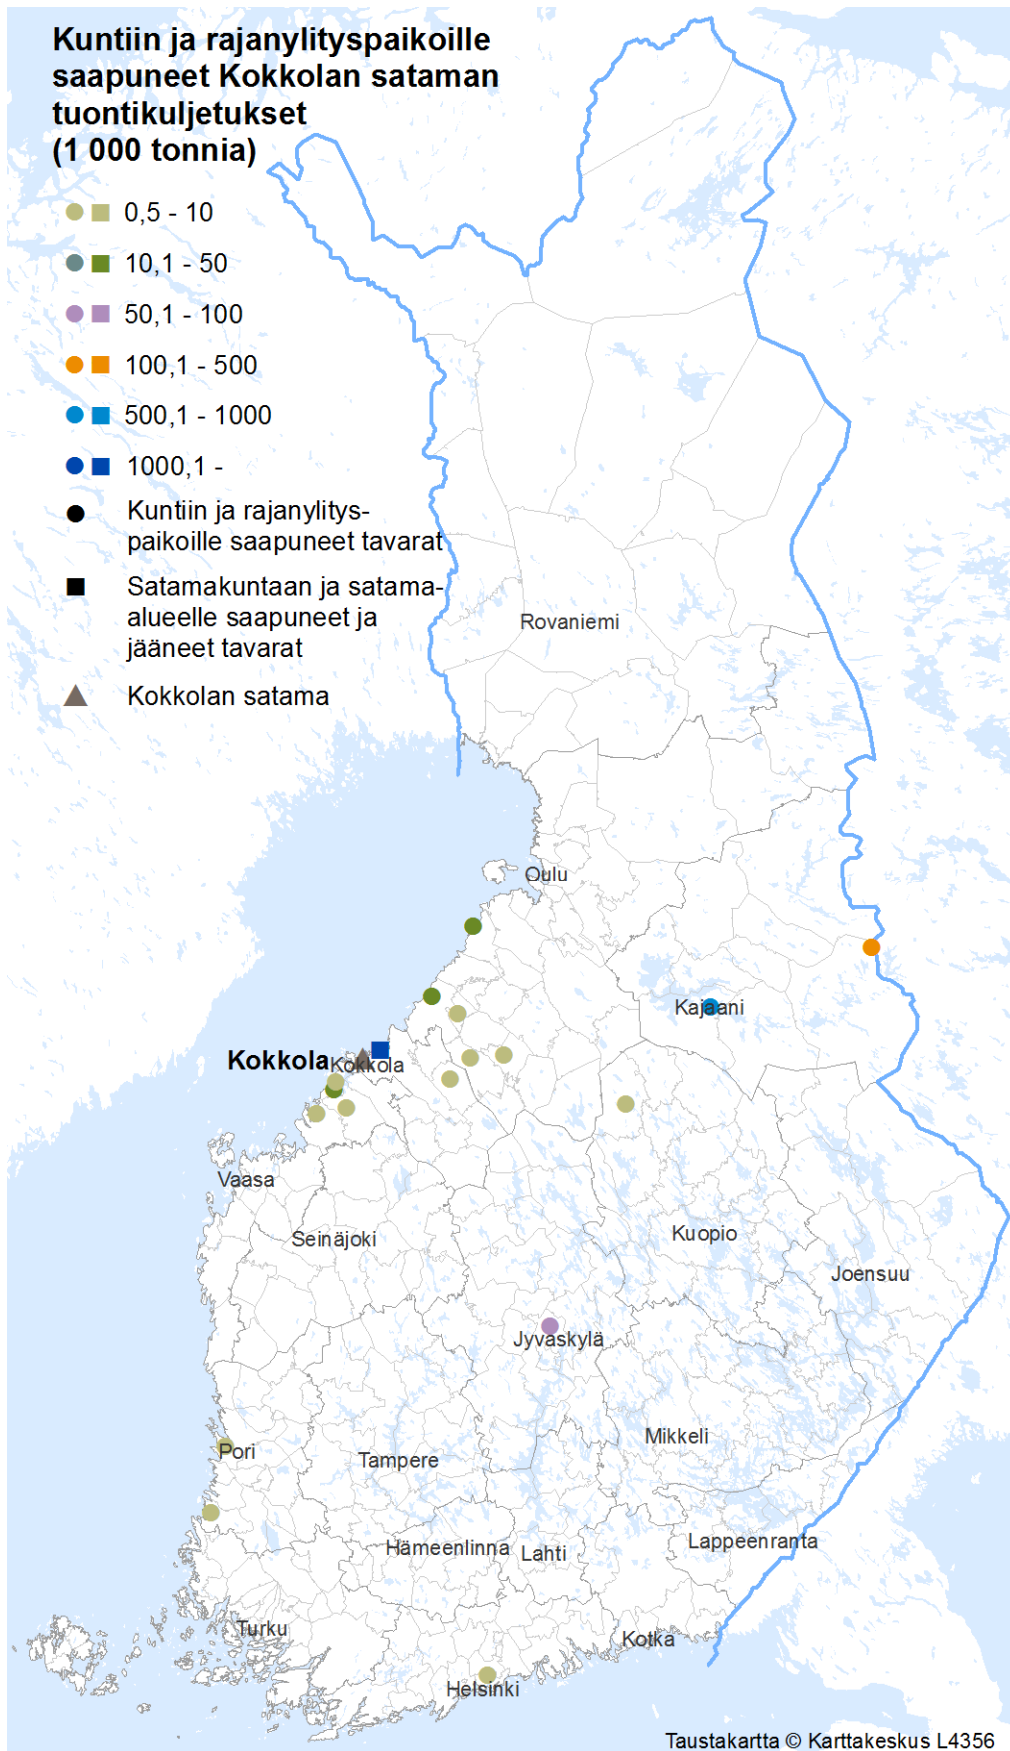 Kuntiin ja rajanylityspaikoille
saapuneet Kokkolan sataman
tuontikuljetukset
(1 000 tonnia)
0,5 - 10
10,1 - 50
50,1 - 100
100,1 - 500
500,1 - 1000
1000,1 -
Kuntiin ja rajanylitys-
paikoille saapuneet tavarat
Satamakuntaan ja satama-
alueelle saapuneet ja
jääneet tavarat
Kokkolan satama
Rovaniemi
Oulu
Kajaani
Kokkola
Kokkola
Vaasa
Seinäjoki
Kuopio
Joensuu
Jyväskylä
Mikkeli
Pori
Tampere
Hämeenlinna
Lahti
Lappeenranta
Turku
Kotka
Helsinki
Taustakartta © Karttakeskus L4356